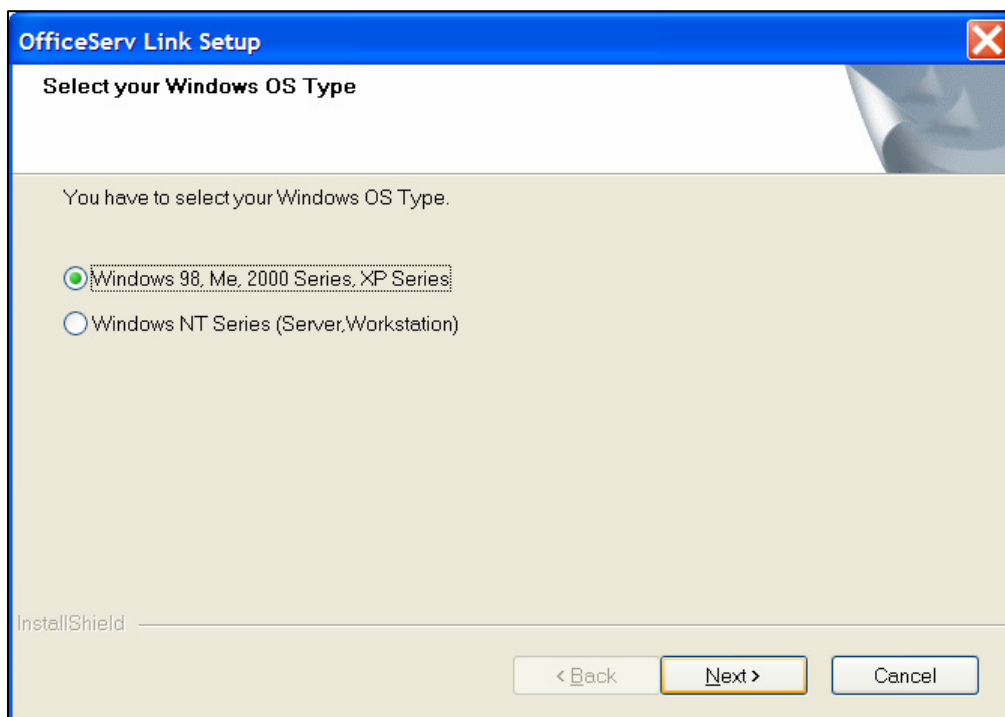 OfficeServ Link Setup
Select your Windows OS Type
You have to select your Windows OS Type.
Windows 98, Me, 2000 Series, XP Series
Windows NT Series (Server,Workstation)
InstallShield
< Back Next > Cancel